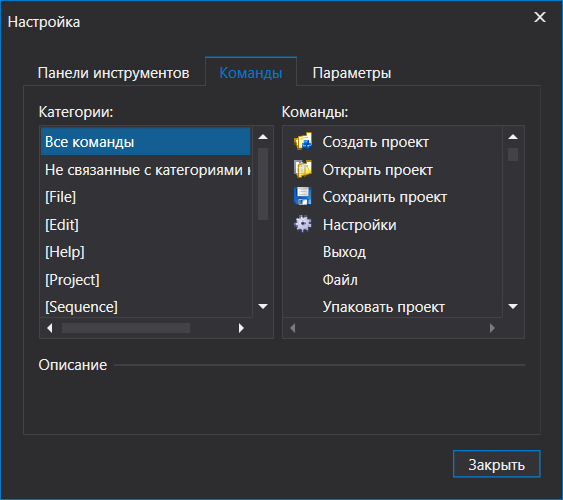 Настройка
Панели инструментов Команды Параметры
Категории: Команды:
Все команды
Не связанные с категориями
[File]
[Edit]
[Help]
[Project]
[Sequence]
Создать проект
Открыть проект
Сохранить проект
Настройки
Выход
Файл
Упаковать проект
Описание
Закрыть